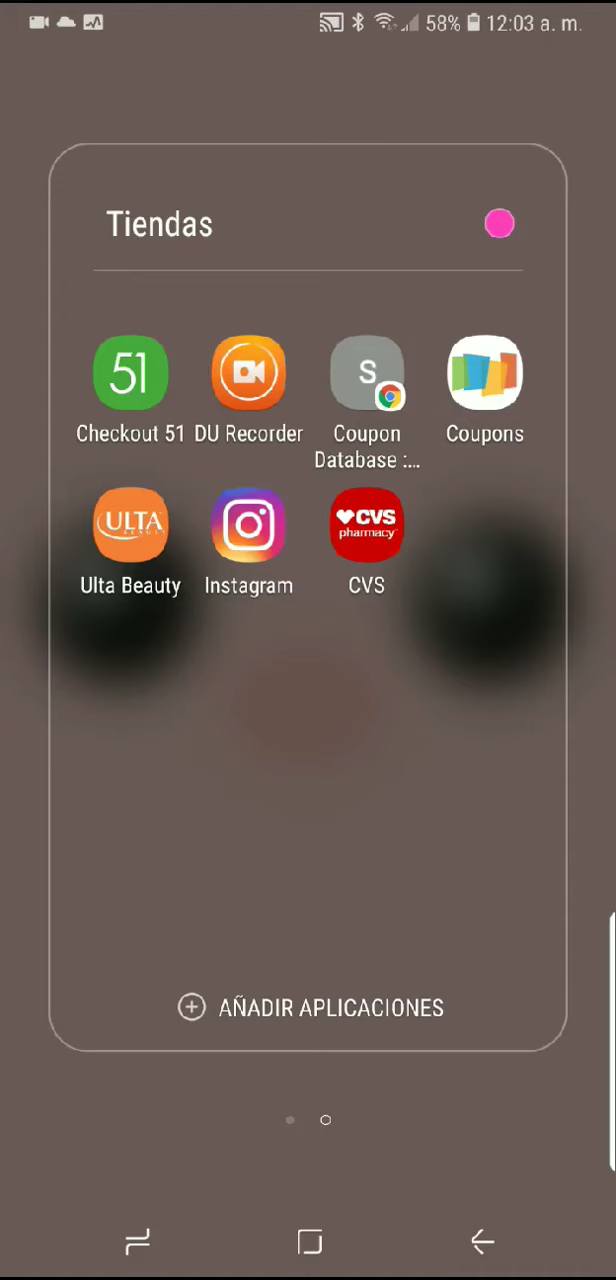 58% 12:03 a. m.
Tiendas
51
S
Checkout 51 DU Recorder Coupon Database :... Coupons
ULTA
BEAUTY
CVS
pharmacy
Ulta Beauty Instagram CVS
AÑADIR APLICACIONES